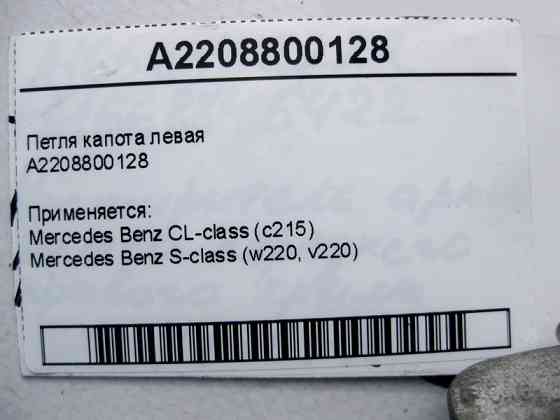 A2208800128
Петля капота левая
A2208800128
Применяется:
Mercedes Benz CL-class (c215)
Mercedes Benz S-class (w220, v220)